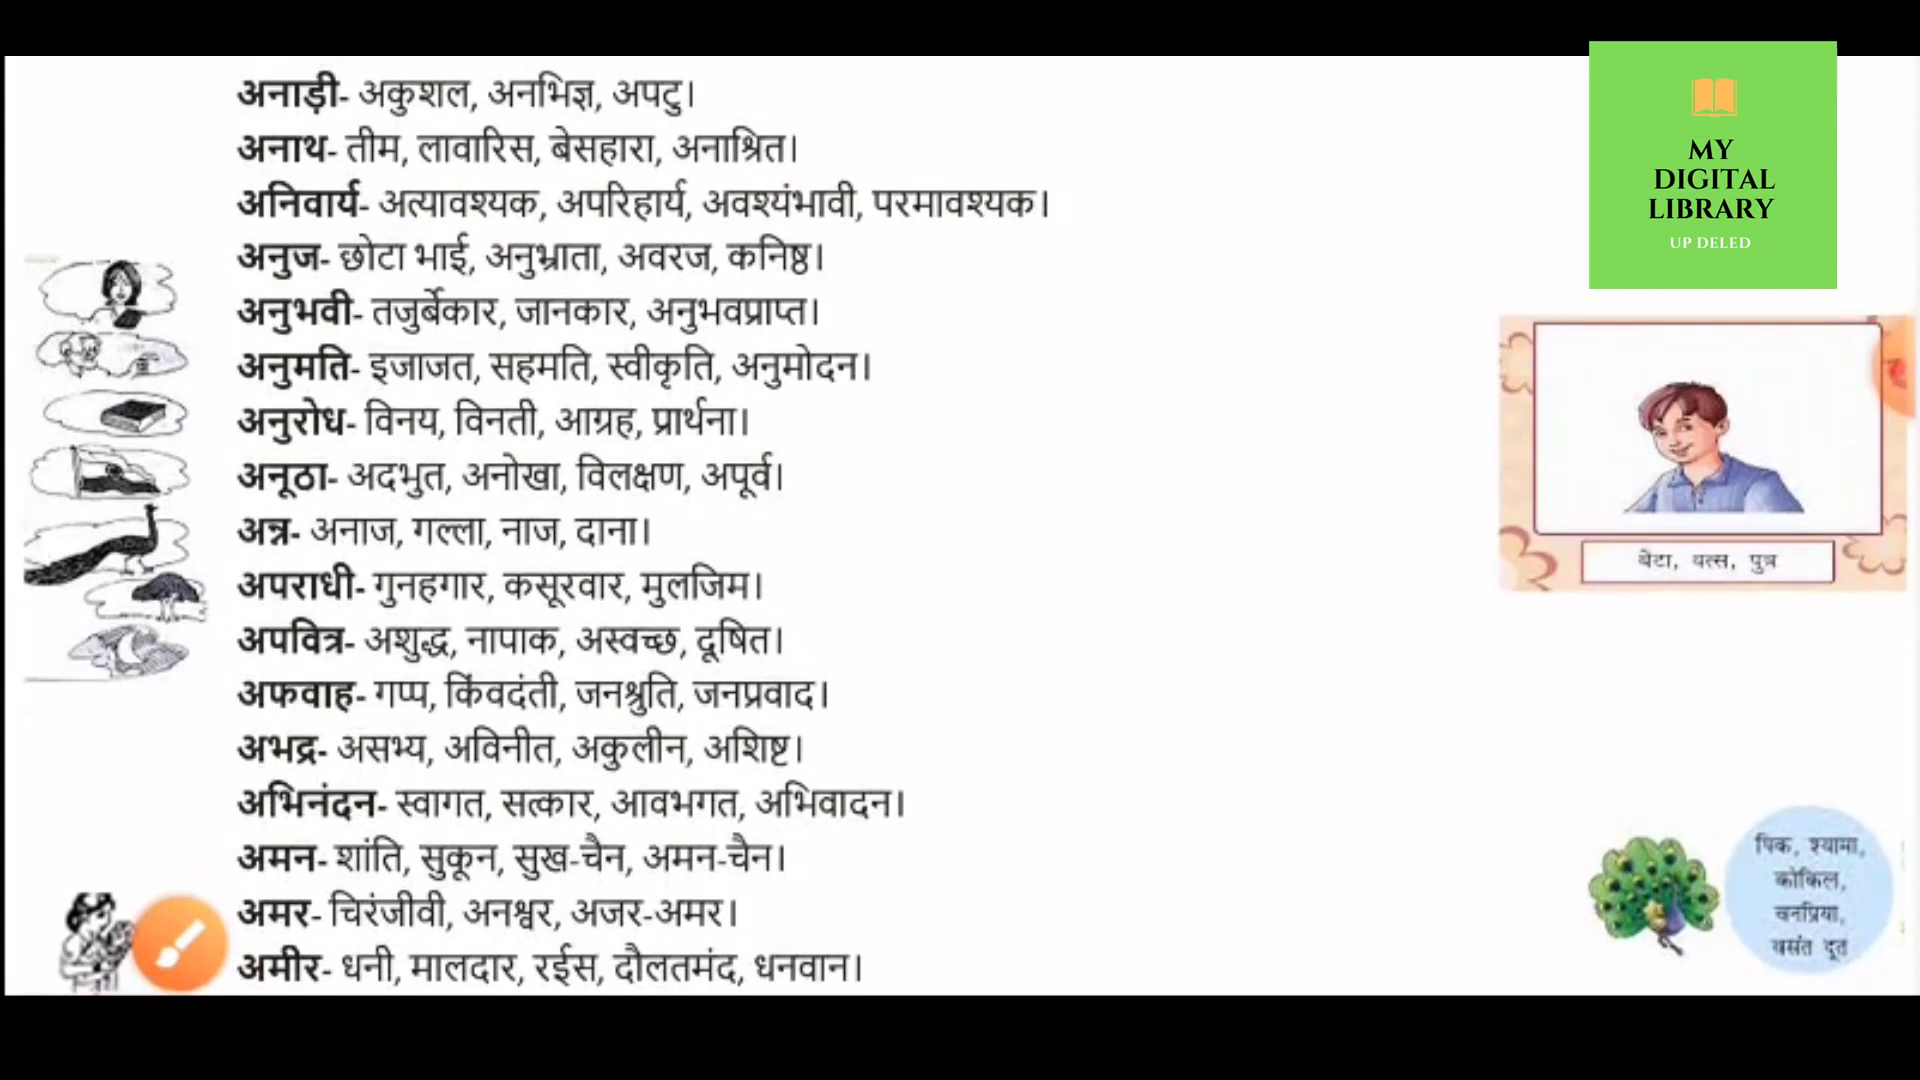 अनाड़ी- अकुशल, अनभिज्ञ, अपटु।
अनाथ- तीम, लावारिस, बेसहारा, अनाश्रित।
अनिवार्य- अत्यावश्यक, अपरिहार्य, अवश्यंभावी, परमावश्यक।
अनुज- छोटा भाई, अनुभ्राता, अवरज, कनिष्ठ।
अनुभवी- तजुर्बेकार, जानकार, अनुभवप्राप्त।
अनुमति- इजाजत, सहमति, स्वीकृति, अनुमोदन।
अनुरोध- विनय, विनती, आग्रह, प्रार्थना।
अनूठा- अदभुत, अनोखा, विलक्षण, अपूर्व।
अन्न- अनाज, गल्ला, नाज, दाना।
अपराधी- गुनहगार, कसूरवार, मुलजिम।
अपवित्र- अशुद्ध, नापाक, अस्वच्छ, दूषित।
अफवाह- गप्प, किंवदंती, जनश्रुति, जनप्रवाद।
अभद्र- असभ्य, अविनीत, अकुलीन, अशिष्ट।
अभिनंदन- स्वागत, सत्कार, आवभगत, अभिवादन।
अमन- शांति, सुकून, सुख-चैन, अमन-चैन।
अमर- चिरंजीवी, अनश्वर, अजर-अमर।
अमीर- धनी, मालदार, रईस, दौलतमंद, धनवान।
MY
DIGITAL
LIBRARY
UP DELED
बेटा, वत्स, पुत्र
पिक, श्यामा,
कोकिल,
वनप्रिया,
वसंत दूत